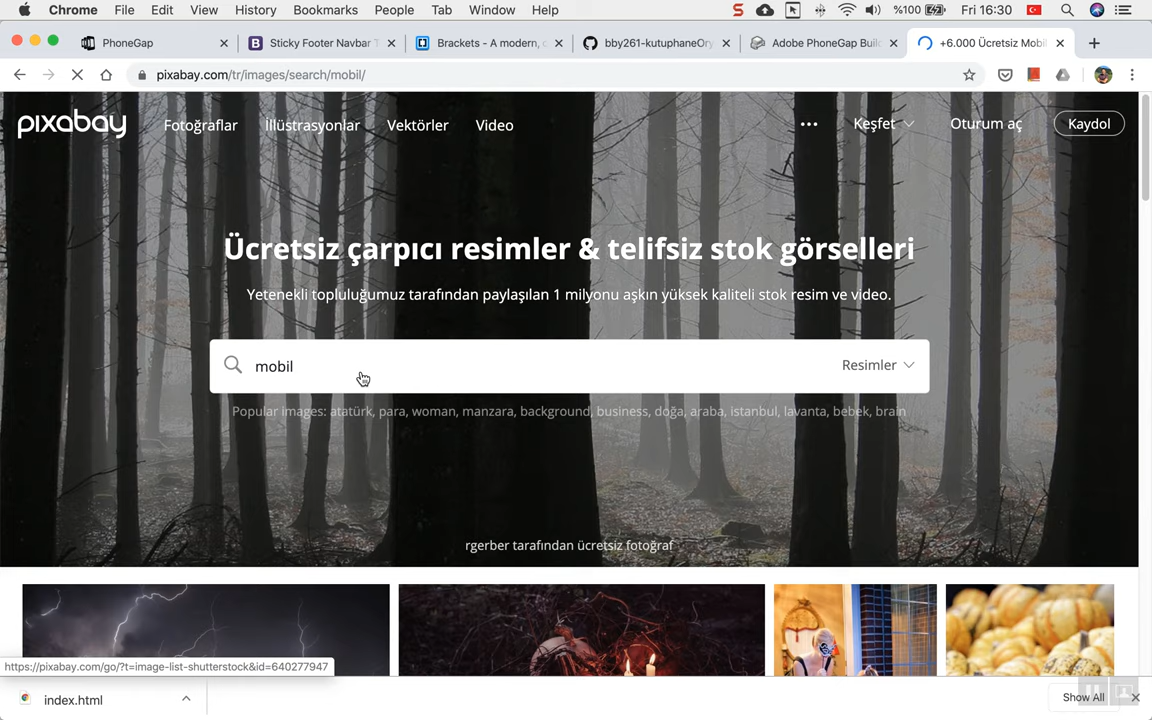 Chrome File Edit View History Bookmarks People Tab Window Help %100 Fri 16:30
PhoneGap
Sticky Footer Navbar T
Brackets - A modern, o
bby261-kutuphaneOry
Adobe PhoneGap Buil
+6.000 Ücretsiz Mobil
pixabay.com/tr/images/search/mobil/
pixabay Fotoğraflar İllüstrasyonlar Vektörler Video ••• Keşfet Oturum aç Kaydol
Ücretsiz çarpıcı resimler & telifsiz stok görselleri
Yetenekli topluluğumuz tarafından paylaşılan 1 milyonu aşkın yüksek kaliteli stok resim ve video.
mobil Resimler
Popular images: atatürk, para, woman, manzara, background, business, doğa, araba, istanbul, lavanta, bebek, brain
rgerber tarafından ücretsiz fotoğraf
https://pixabay.com/go/?t=image-list-shutterstock&id=640277947
index.html Show All